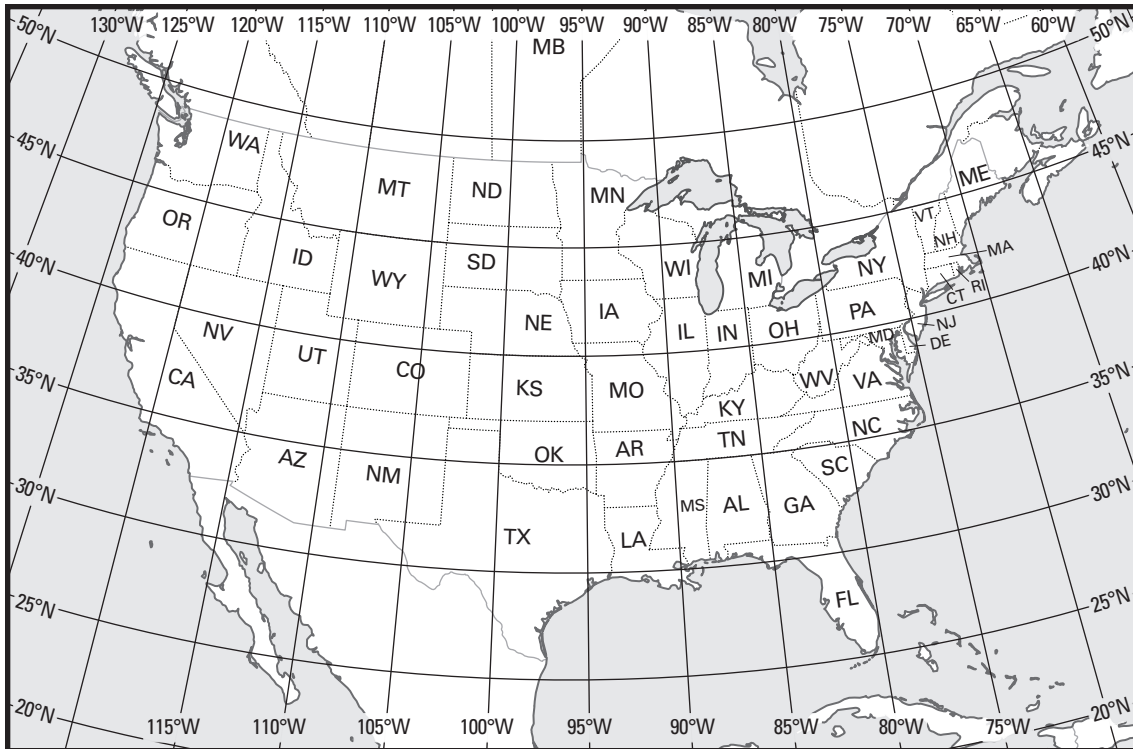 50°N 130°W 125°W 120°W 115°W 110°W 105°W 100°W 95°W 90°W 85°W 80°W 75°W 70°W 65°W 60°W 50°N
MB
45°N WA MT ND MN ME 45°N
OR ID WY SD WI MI NY VT NH MA
40°N NV NE IA IL IN OH PA CT RI 40°N
NJ
MD DE
CA UT CO KS MO KY WV VA
35°N 35°N
AZ NM OK AR TN NC
SC
30°N TX LA MS AL GA 30°N
FL
25°N 25°N
20°N 115°W 110°W 105°W 100°W 95°W 90°W 85°W 80°W 75°W 20°N